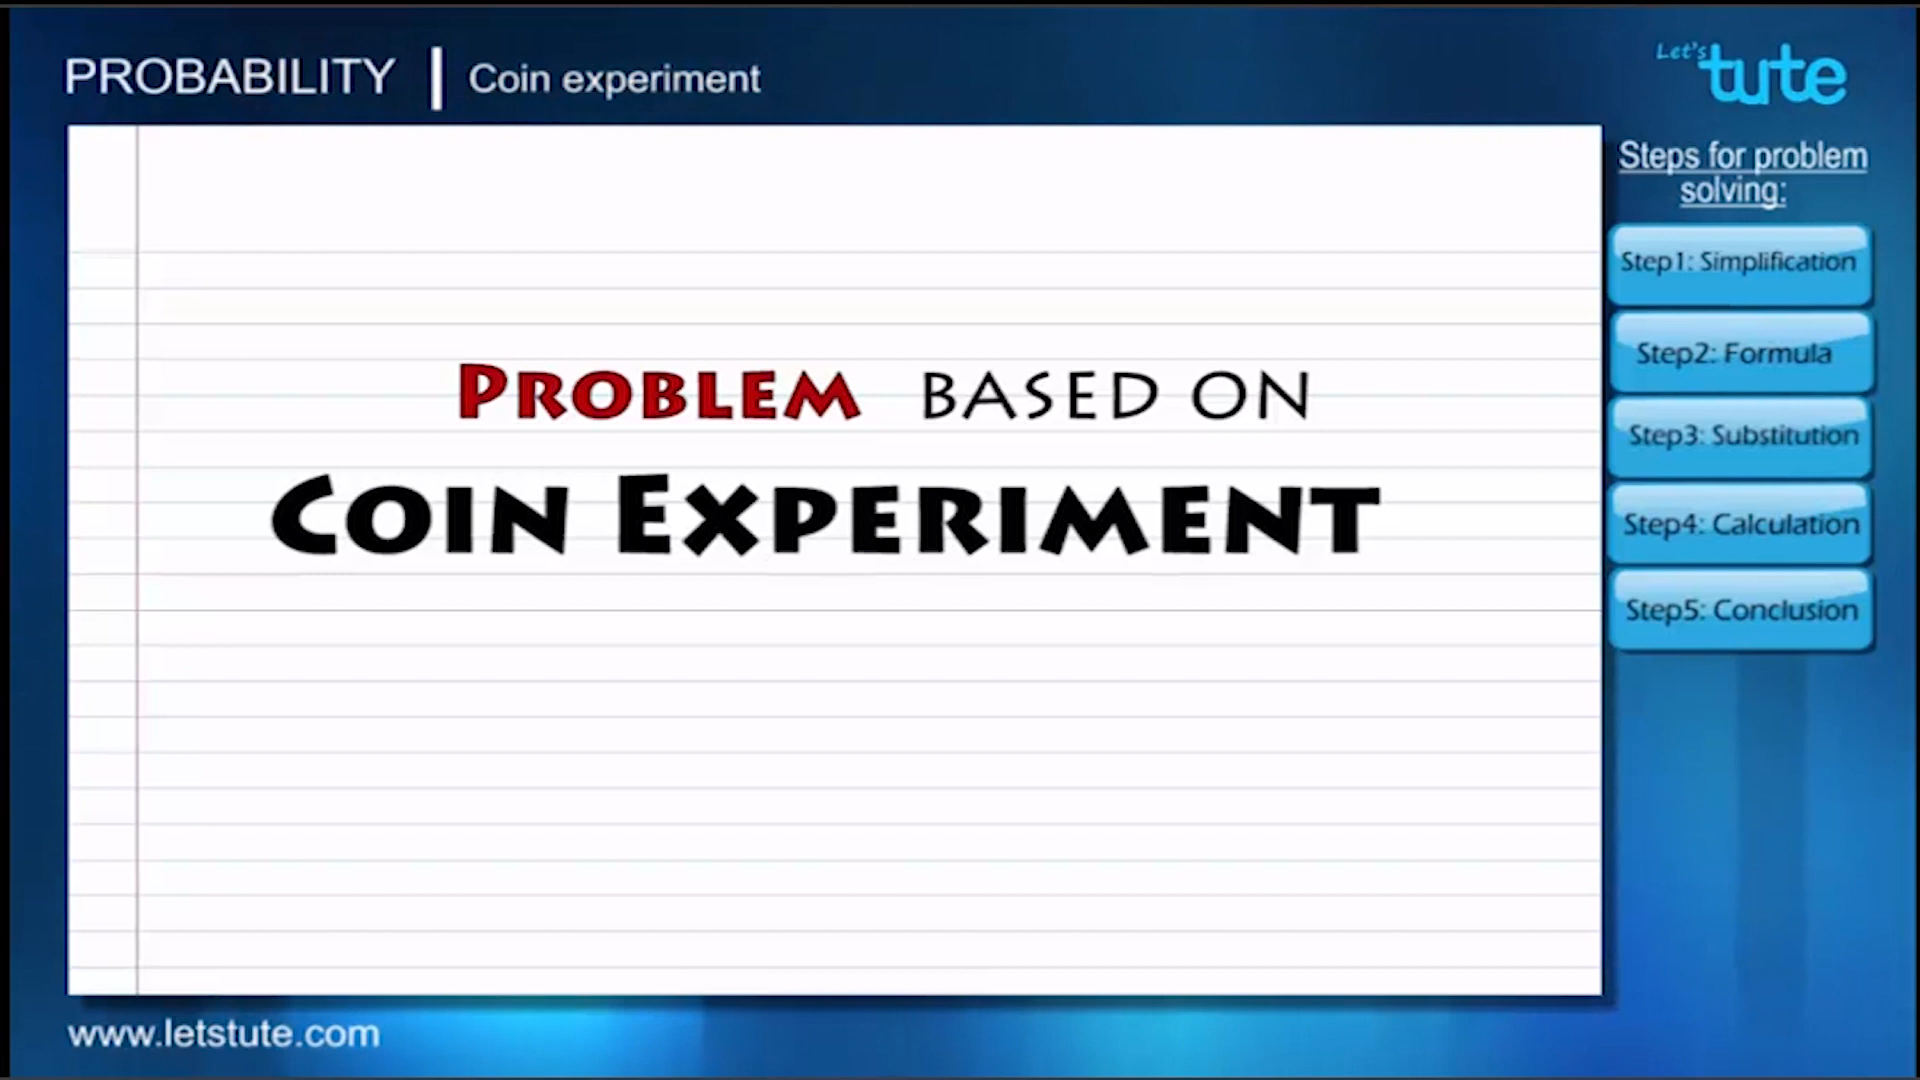 PROBABILITY | Coin experiment
Let's tute
Steps for problem
solving:
Step1: Simplification
Step2: Formula
Step3: Substitution
Step4: Calculation
Step5: Conclusion
PROBLEM BASED ON
COIN EXPERIMENT
www.letstute.com